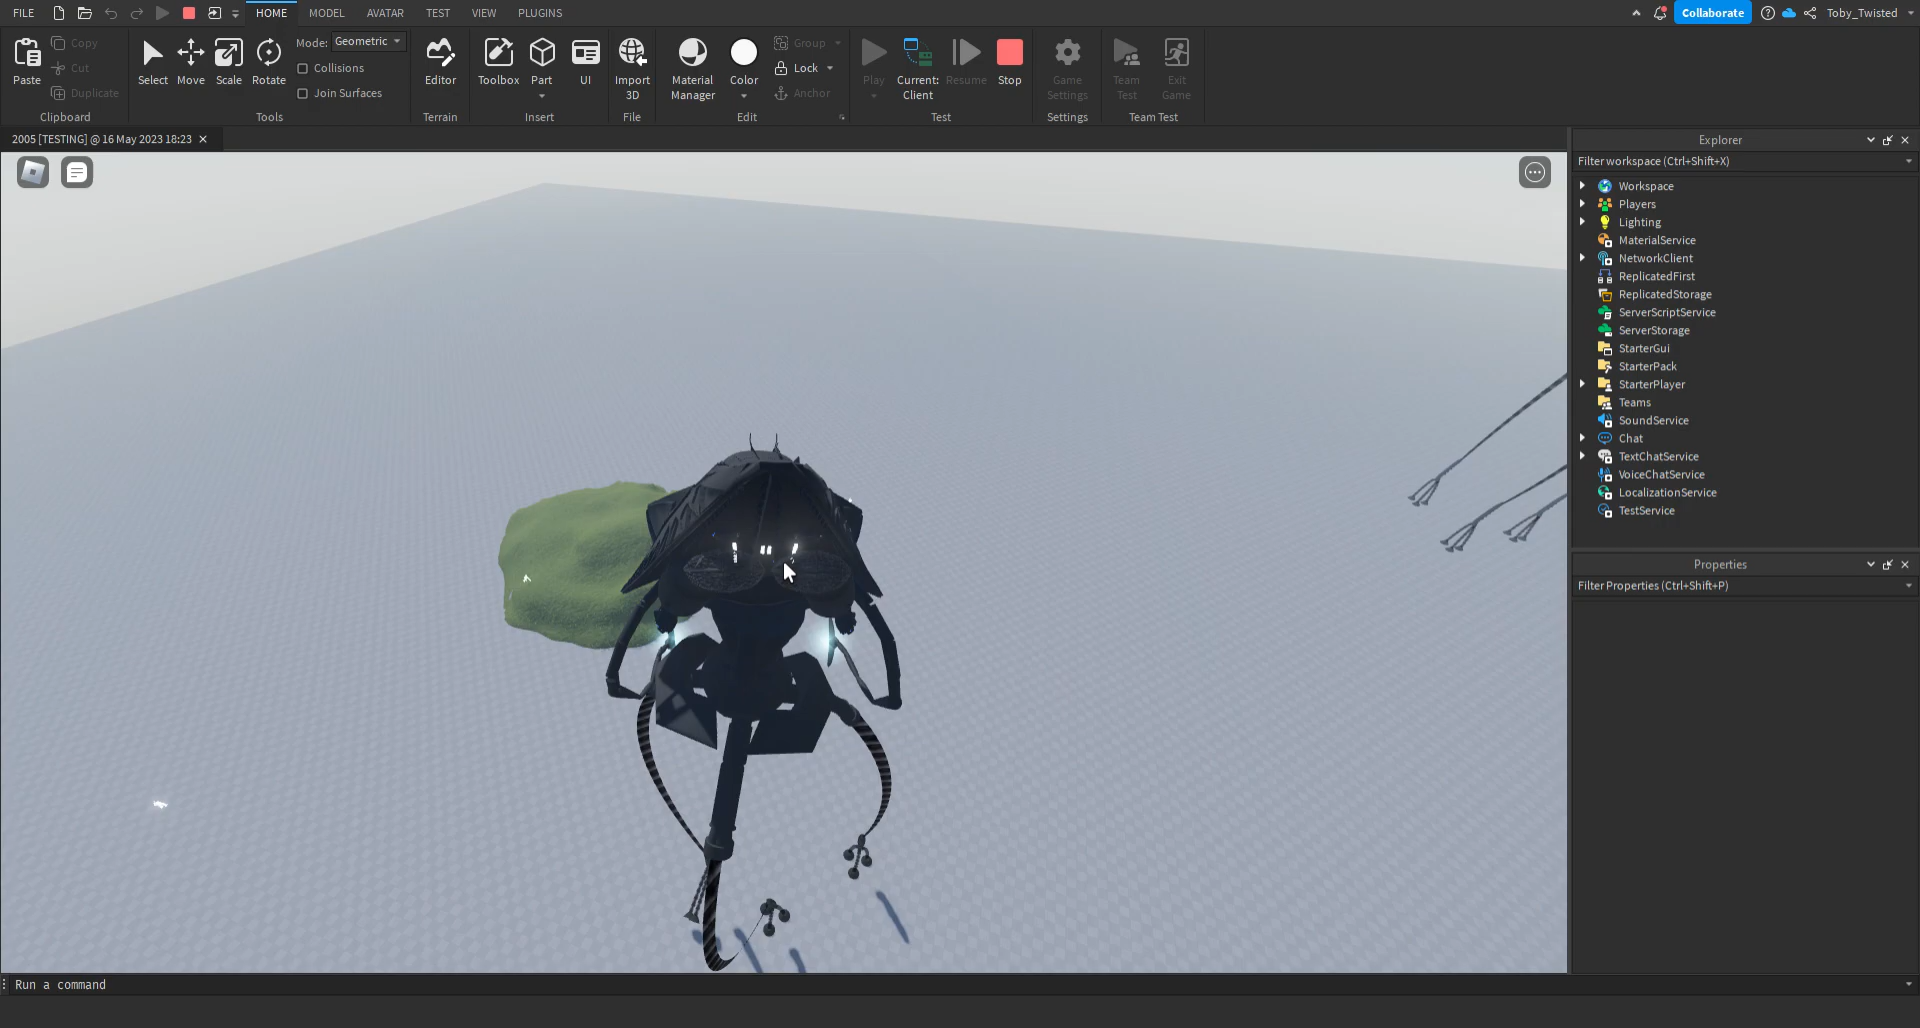 FILE HOME MODEL AVATAR TEST VIEW PLUGINS Collaborate Toby_Twisted
Paste Copy Cut Duplicate
Clipboard
Select Move Scale Rotate
Mode: Geometric
Collisions
Join Surfaces
Tools
Editor
Terrain
Toolbox Part UI
Insert
Import
3D
File
Material
Manager
Color
Group
Lock
Anchor
Edit
Play
Current:
Client
Resume
Stop
Test
Game
Settings
Settings
Team
Test
Exit
Game
Team Test
2005 [TESTING] @ 16 May 2023 18:23
Explorer
Filter workspace (Ctrl+Shift+X)
Workspace
Players
Lighting
MaterialService
NetworkClient
ReplicatedFirst
ReplicatedStorage
ServerScriptService
ServerStorage
StarterGui
StarterPack
StarterPlayer
Teams
SoundService
Chat
TextChatService
VoiceChatService
LocalizationService
TestService
Properties
Filter Properties (Ctrl+Shift+P)
Run a command